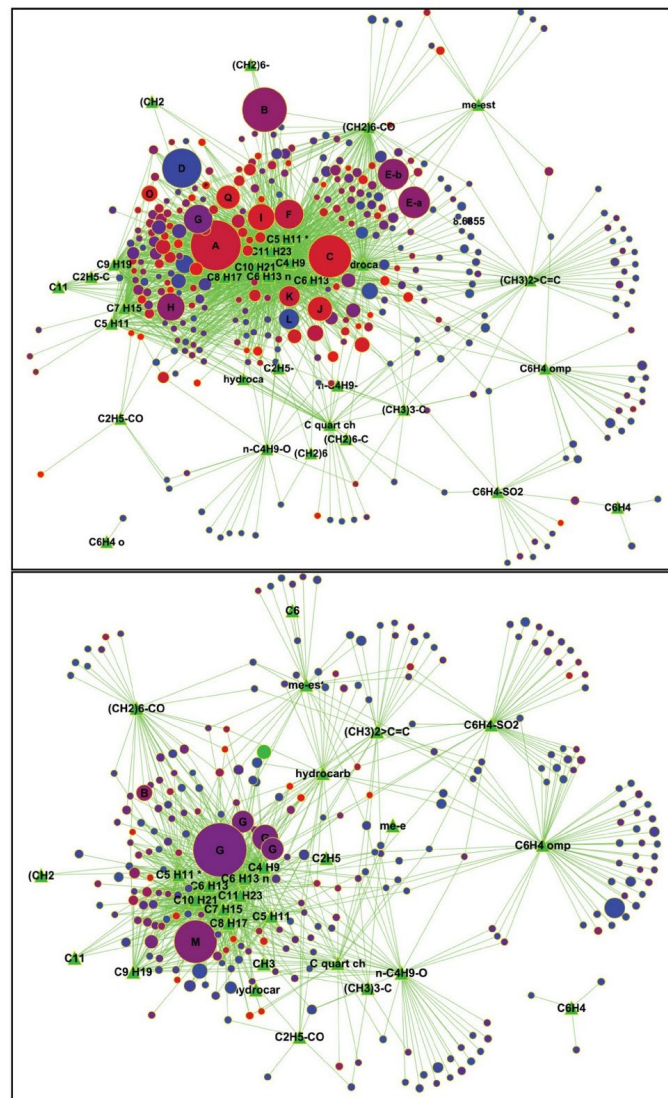 (CH2)6-
(CH2
B
me-est
(CH2)6-CO
D
E-b
O
Q
E-a
G
I
F
8.6855
A
C5 H11 *
C11 H23
C
C9 H19
C10 H21
C4 H9
droca
C2H5-C
C8 H17
C6 H13 n
C6 H13
(CH3)2>C=C
C11
K
C7 H15
H
J
C5 H11
L
C2H5-
C6H4 omp
hydroca
n-C4H9-
C2H5-CO
(CH3)3-C
C quart ch
n-C4H9-O
(CH2)6-C
(CH2)6
C6H4-SO2
C6H4
C6H4 o
C6
me-est
(CH2)6-CO
(CH3)2>C=C
C6H4-SO2
hydrocarb
B
G
me-e
G
G
G
C6H4 omp
C2H5
C4 H9
C5 H11 *
C6 H13 n
(CH2
C6 H13
C10 H21
C11 H23
C7 H15
C5 H11
C8 H17
M
C11
C9 H19
CH3
C quart ch
n-C4H9-O
hydrocar
(CH3)3-C
C6H4
C2H5-CO